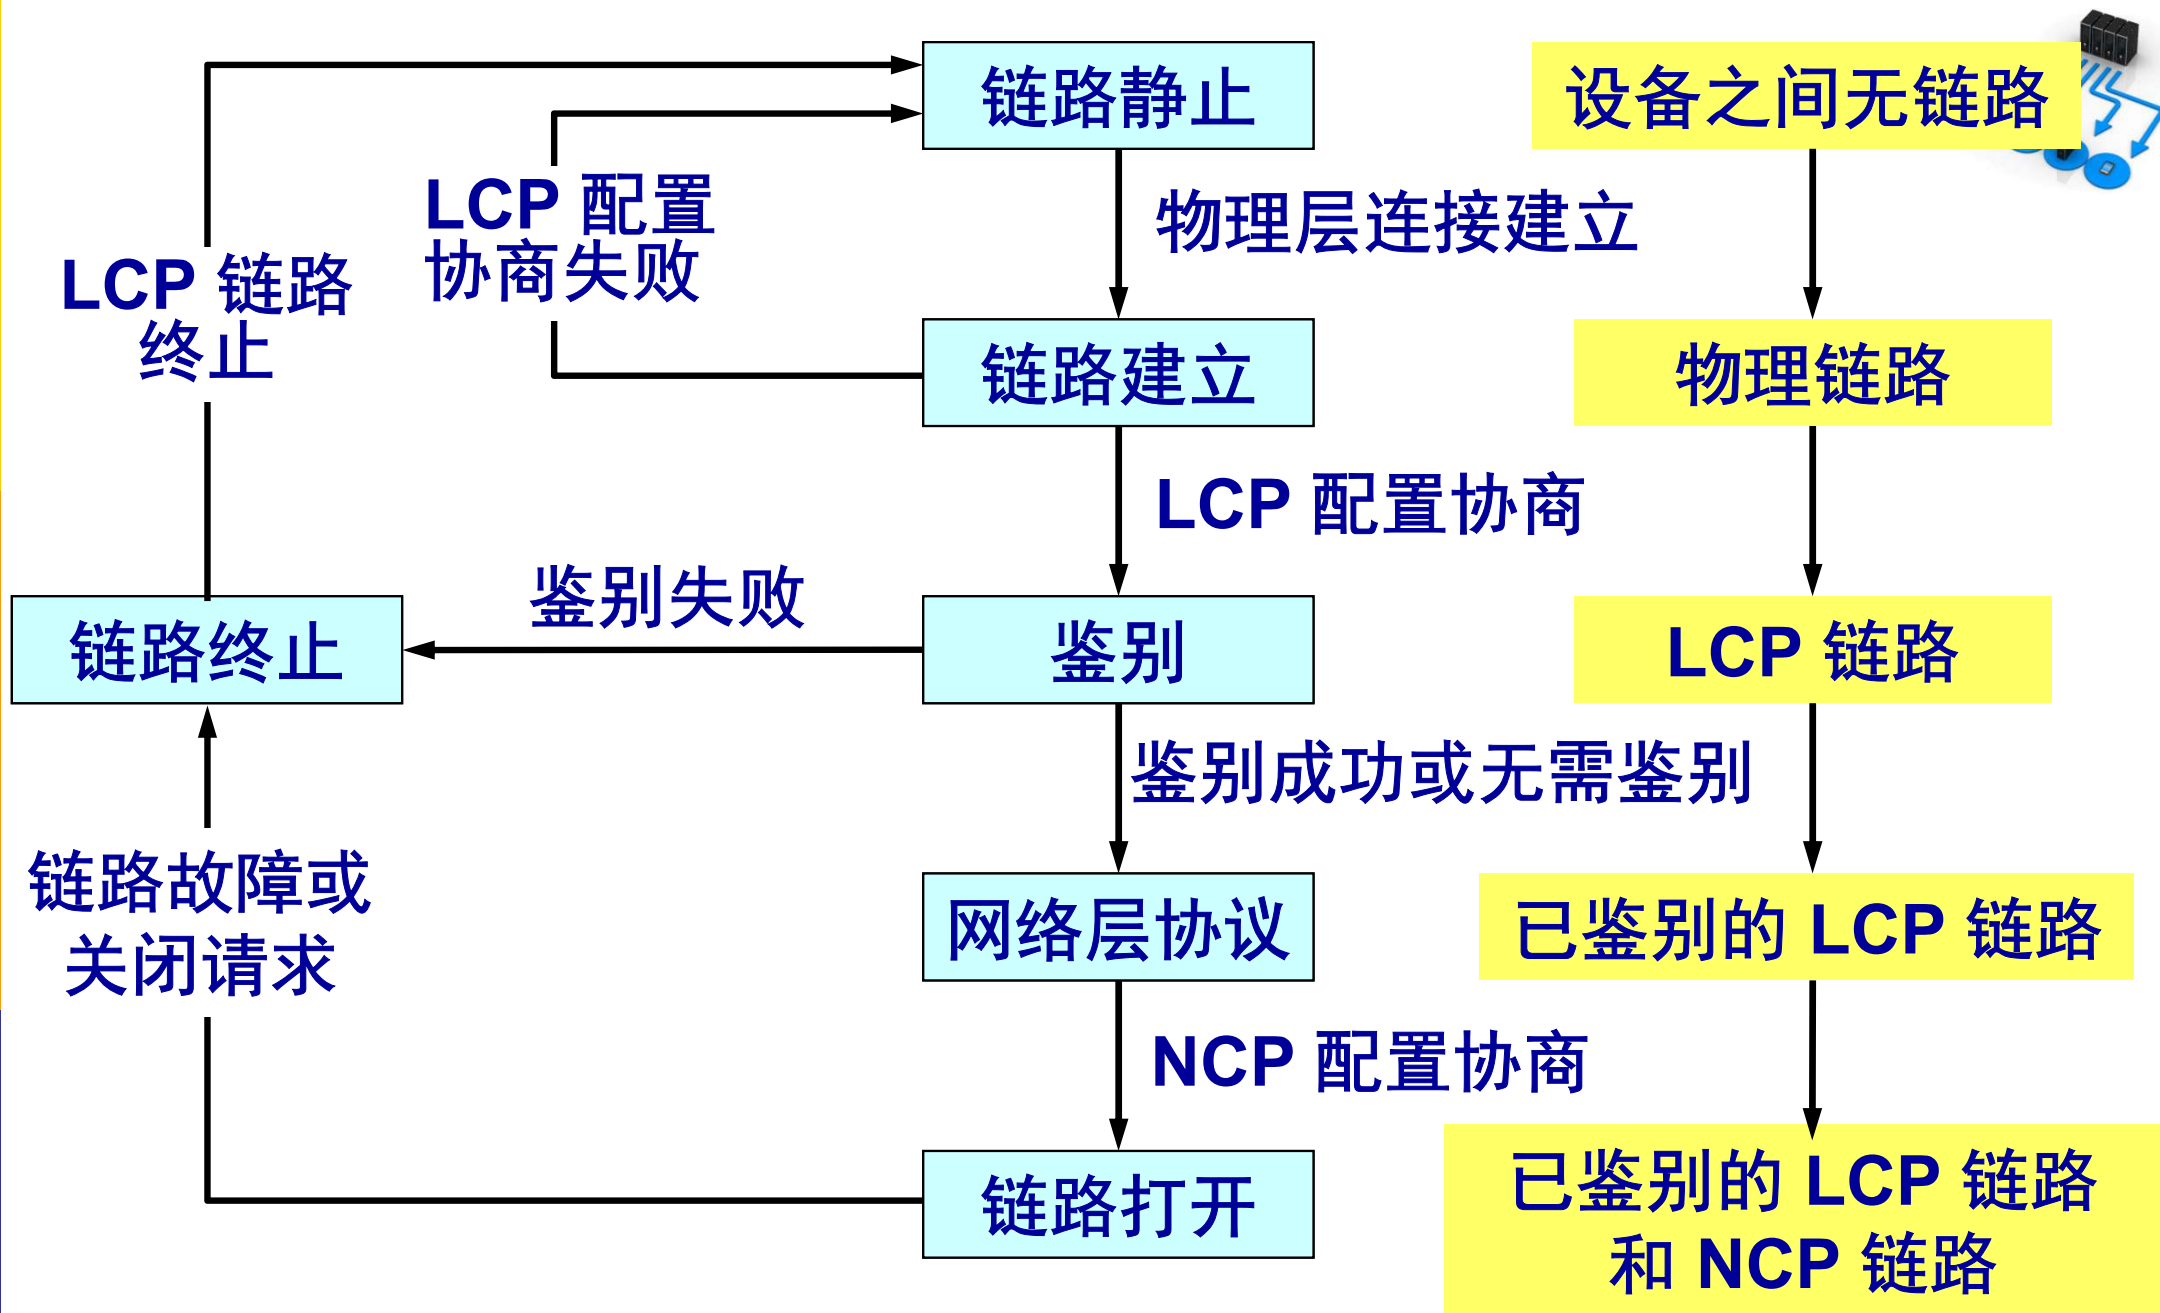 链路静止
设备之间无链路
LCP 配置
协商失败
物理层连接建立
LCP 链路
终止
链路建立
物理链路
LCP 配置协商
鉴别失败
链路终止
鉴别
LCP 链路
鉴别成功或无需鉴别
链路故障或
关闭请求
网络层协议
已鉴别的 LCP 链路
NCP 配置协商
链路打开
已鉴别的 LCP 链路
和 NCP 链路